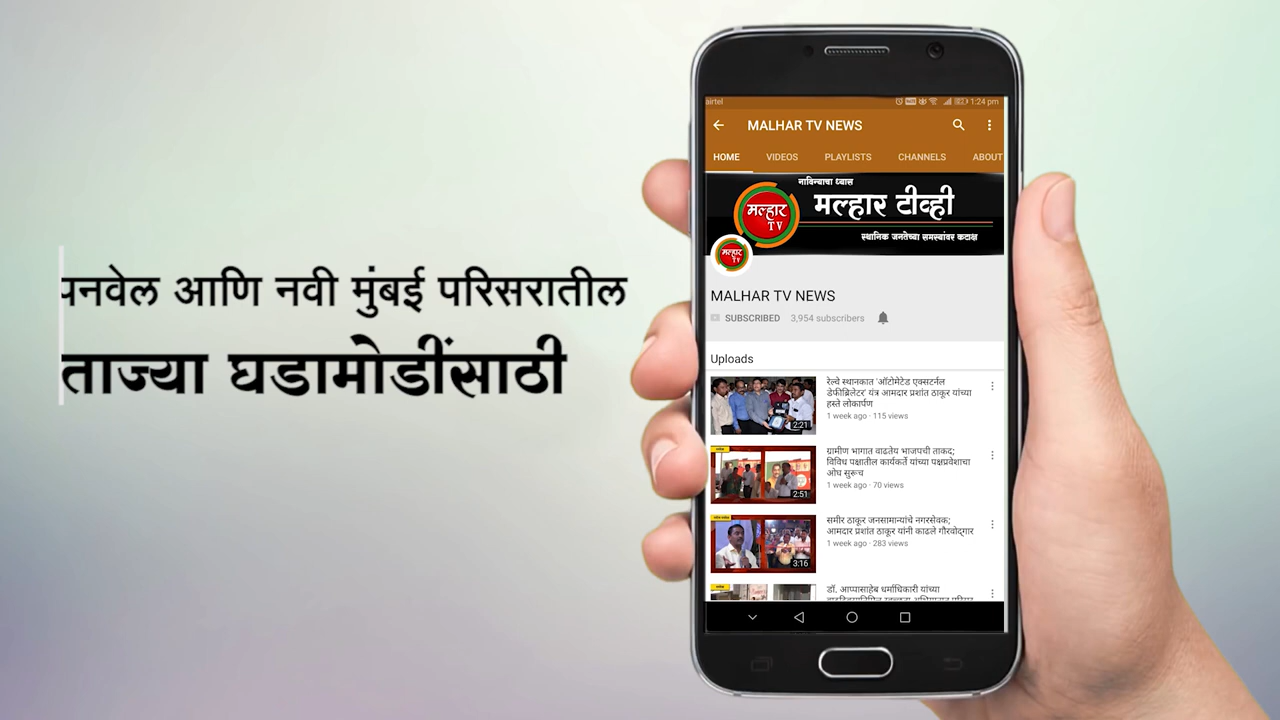 पनवेल आणि नवी मुंबई परिसरातील
ताज्या घडामोडींसाठी
airtel
1:24 pm
MALHAR TV NEWS
HOME VIDEOS PLAYLISTS CHANNELS ABOUT
नाविन्याचा ध्यास
मल्हार टीव्ही
मल्हार
TV
स्थानिक जनतेच्या समस्यांवर कटाक्ष
मल्हार
TV
MALHAR TV NEWS
SUBSCRIBED 3,954 subscribers
Uploads
रेल्वे स्थानकात 'ऑटोमेटेड एक्सटर्नल
डेफीब्रिलेटर' यंत्र आमदार प्रशांत ठाकूर यांच्या
हस्ते लोकार्पण
1 week ago · 115 views
2:21
ग्रामीण भागात वाढतेय भाजपची ताकद;
विविध पक्षातील कार्यकर्ते यांच्या पक्षप्रवेशाचा
ओघ सुरूच
1 week ago · 70 views
2:51
समीर ठाकूर जनसामान्यांचे नगरसेवक;
आमदार प्रशांत ठाकूर यांनी काढले गौरवोद्गार
1 week ago · 283 views
3:16
डॉ. आप्पासाहेब धर्माधिकारी यांच्या